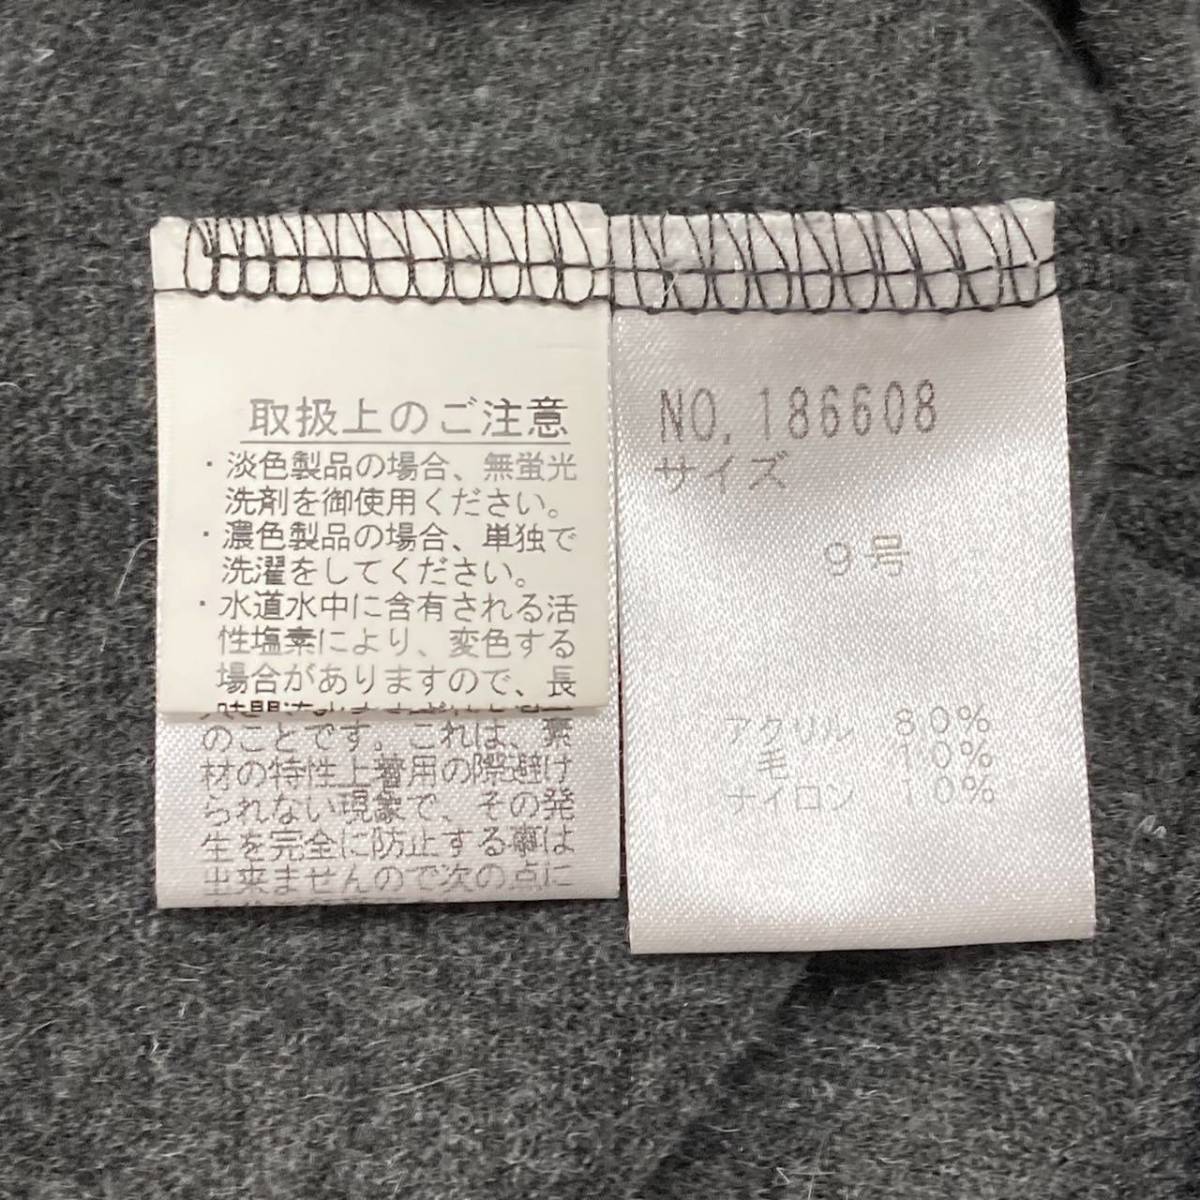 取扱上のご注意
・淡色製品の場合、無蛍光
洗剤を御使用ください。
・濃色製品の場合、単独で
洗濯をしてください。
・水道水中に含有される活
性塩素により、変色する
場合がありますので、長
のことです。これは、素
材の特性上着用の際避け
られない現象で、その発
生を完全に防止する事は
出来ませんので次の点に
NO.186608
サイズ
9号
アクリル 80%
毛 10%
ナイロン 10%